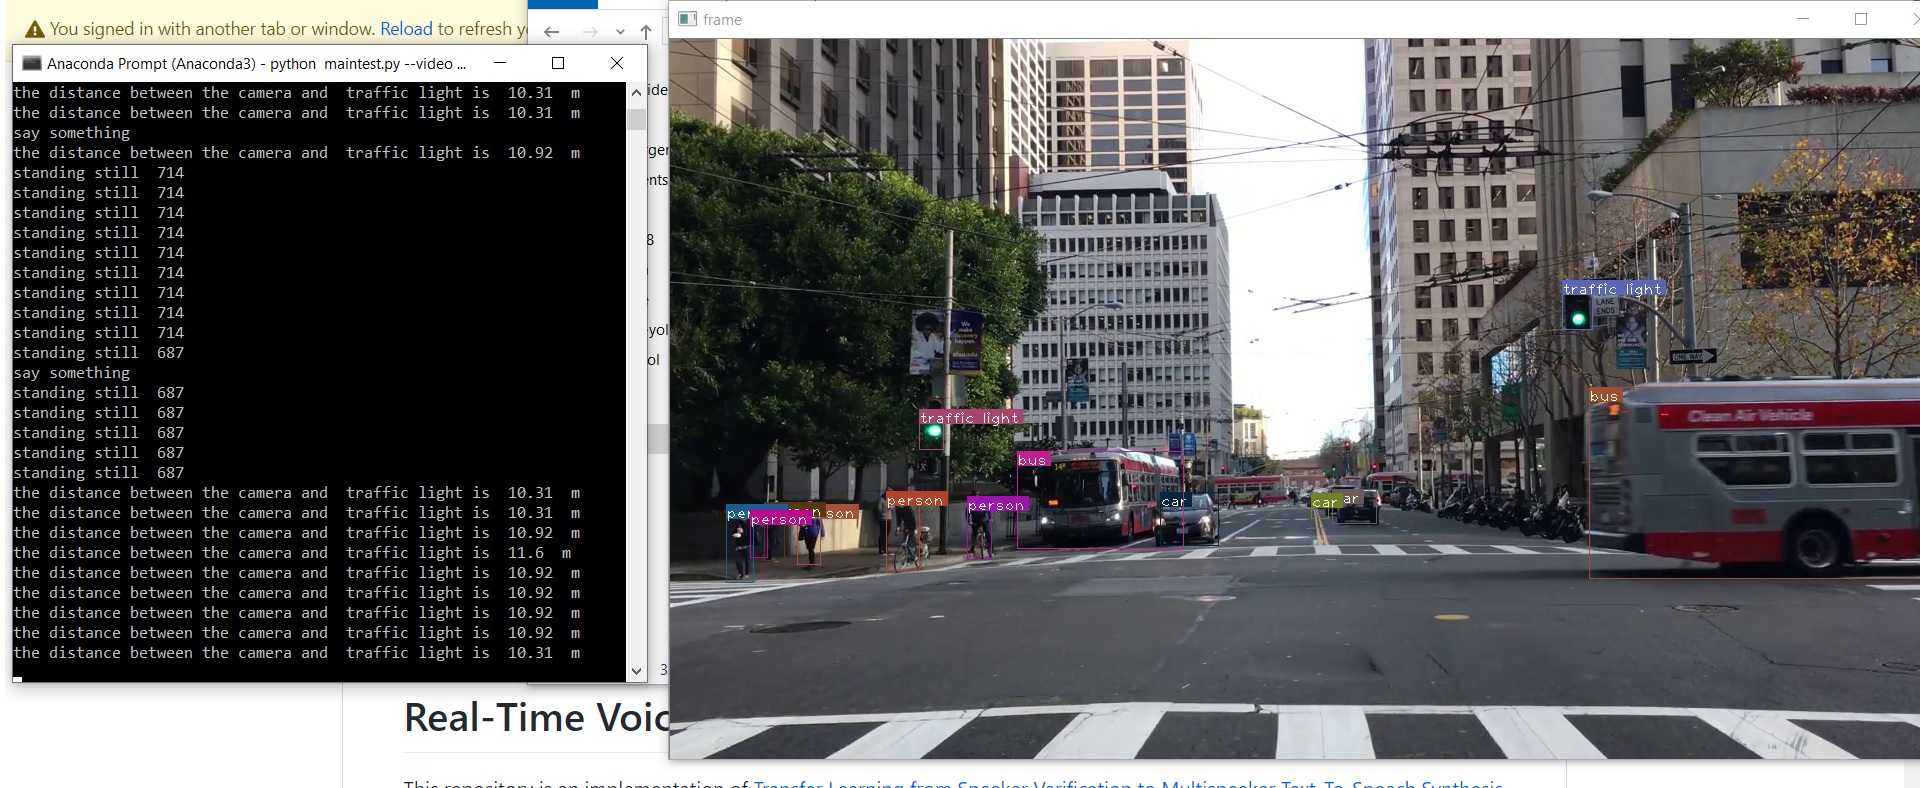 You signed in with another tab or window. Reload to refresh yo
Anaconda Prompt (Anaconda3) - python  maintest.py --video ...
the distance between the camera and  traffic light is  10.31  m
the distance between the camera and  traffic light is  10.31  m
say something
the distance between the camera and  traffic light is  10.92  m
standing still  714
standing still  714
standing still  714
standing still  714
standing still  714
standing still  714
standing still  714
standing still  714
standing still  714
standing still  687
say something
standing still  687
standing still  687
standing still  687
standing still  687
standing still  687
the distance between the camera and  traffic light is  10.31  m
the distance between the camera and  traffic light is  10.31  m
the distance between the camera and  traffic light is  10.92  m
the distance between the camera and  traffic light is  11.6  m
the distance between the camera and  traffic light is  10.92  m
the distance between the camera and  traffic light is  10.92  m
the distance between the camera and  traffic light is  10.92  m
the distance between the camera and  traffic light is  10.92  m
the distance between the camera and  traffic light is  10.31  m
ide
ents
8
yol
ol
3
Real-Time Voic
This repository is an implementation of Transfer Learning from Speaker Verification to Multispeaker Text-To-Speech Synthesis
frame
traffic light
LANE
ENDS
We
make
discovery
happen.
sfsu.edu
ONE WAY
bus
Clean Air Vehicle
traffic light
bus
person
person
car
car
ar
per
person
son